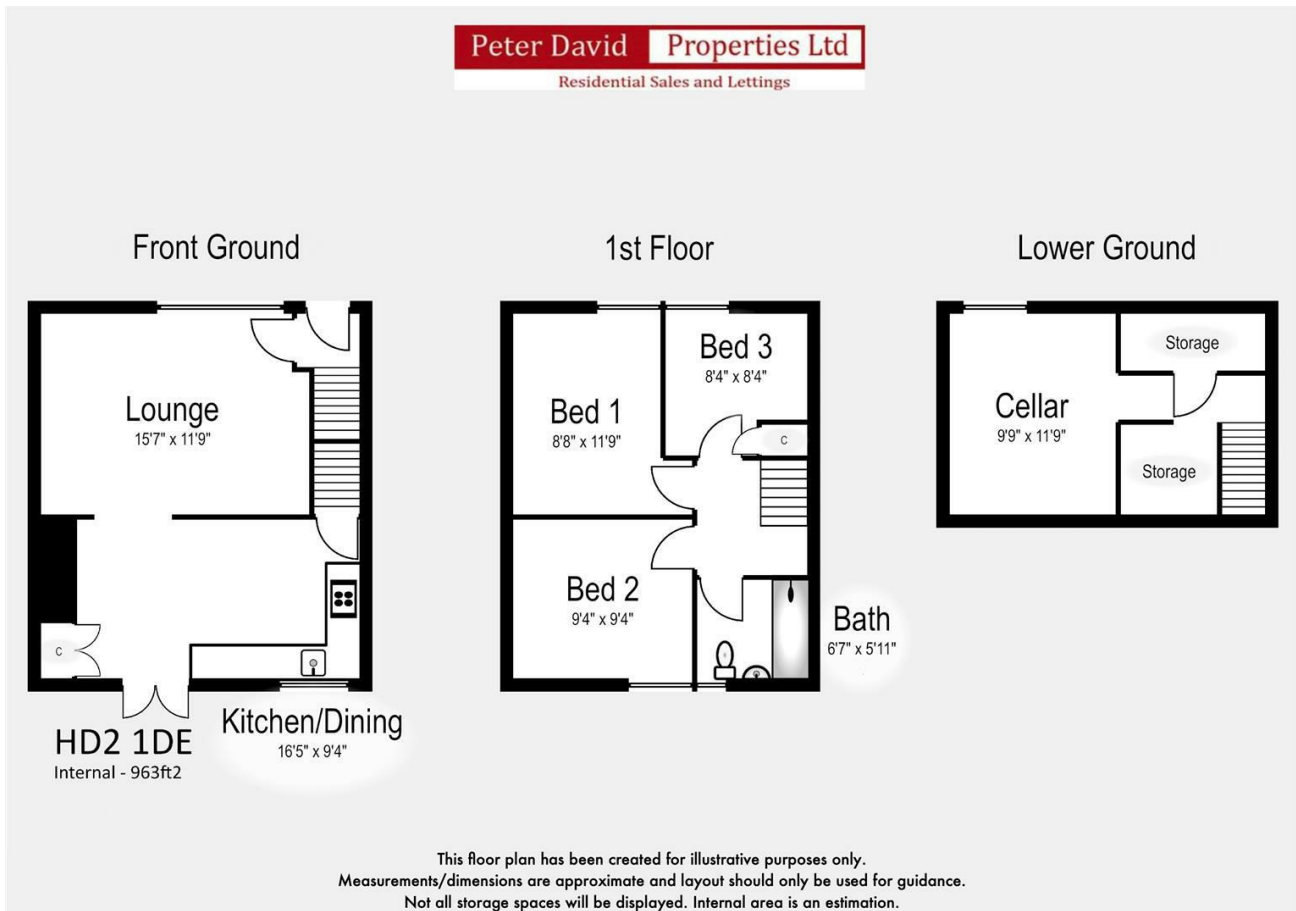 Peter David Properties Ltd
Residential Sales and Lettings
Front Ground
1st Floor
Lower Ground
Lounge
15'7" x 11'9"
C
Kitchen/Dining
16'5" x 9'4"
HD2 1DE
Internal - 963ft2
Bed 1
8'8" x 11'9"
Bed 3
8'4" x 8'4"
C
Bed 2
9'4" x 9'4"
Bath
6'7" x 5'11"
Cellar
9'9" x 11'9"
Storage
Storage
This floor plan has been created for illustrative purposes only.
Measurements/dimensions are approximate and layout should only be used for guidance.
Not all storage spaces will be displayed. Internal area is an estimation.